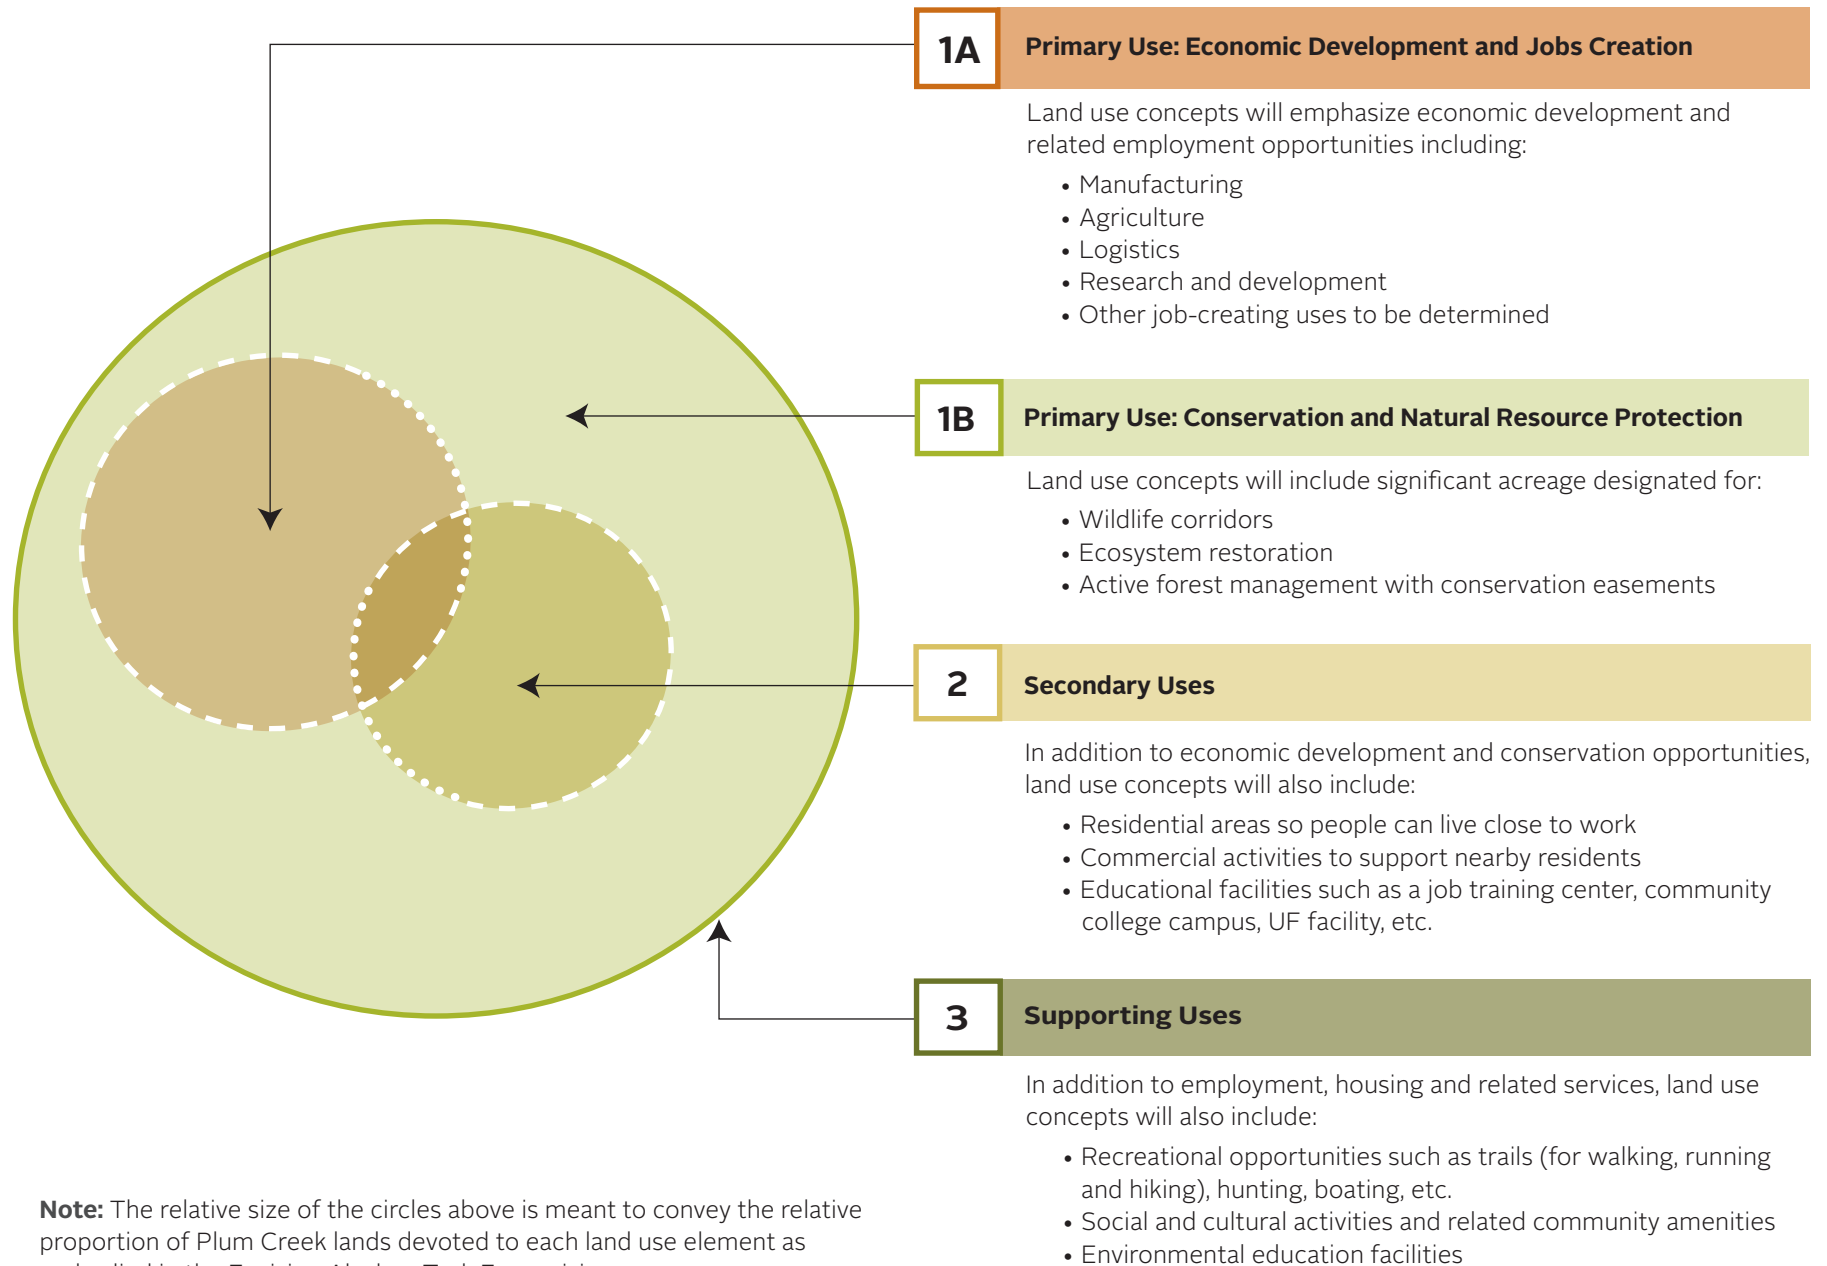 1A
Primary Use: Economic Development and Jobs Creation
Land use concepts will emphasize economic development and
related employment opportunities including:
• Manufacturing
• Agriculture
• Logistics
• Research and development
• Other job-creating uses to be determined
1B
Primary Use: Conservation and Natural Resource Protection
Land use concepts will include significant acreage designated for:
• Wildlife corridors
• Ecosystem restoration
• Active forest management with conservation easements
2
Secondary Uses
In addition to economic development and conservation opportunities,
land use concepts will also include:
• Residential areas so people can live close to work
• Commercial activities to support nearby residents
• Educational facilities such as a job training center, community
college campus, UF facility, etc.
3
Supporting Uses
In addition to employment, housing and related services, land use
concepts will also include:
• Recreational opportunities such as trails (for walking, running
and hiking), hunting, boating, etc.
• Social and cultural activities and related community amenities
• Environmental education facilities
Note: The relative size of the circles above is meant to convey the relative
proportion of Plum Creek lands devoted to each land use element as